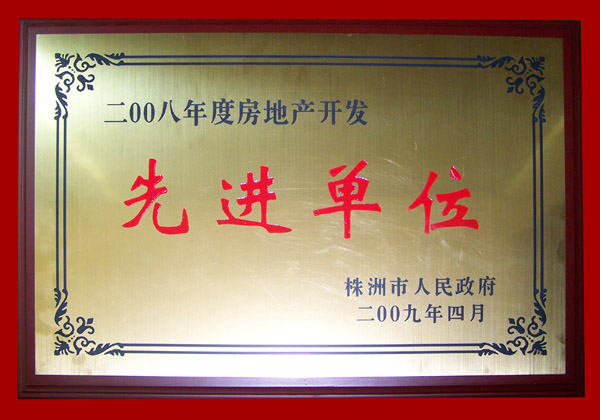 二00八年度房地产开发
先进单位
株洲市人民政府
二00九年四月